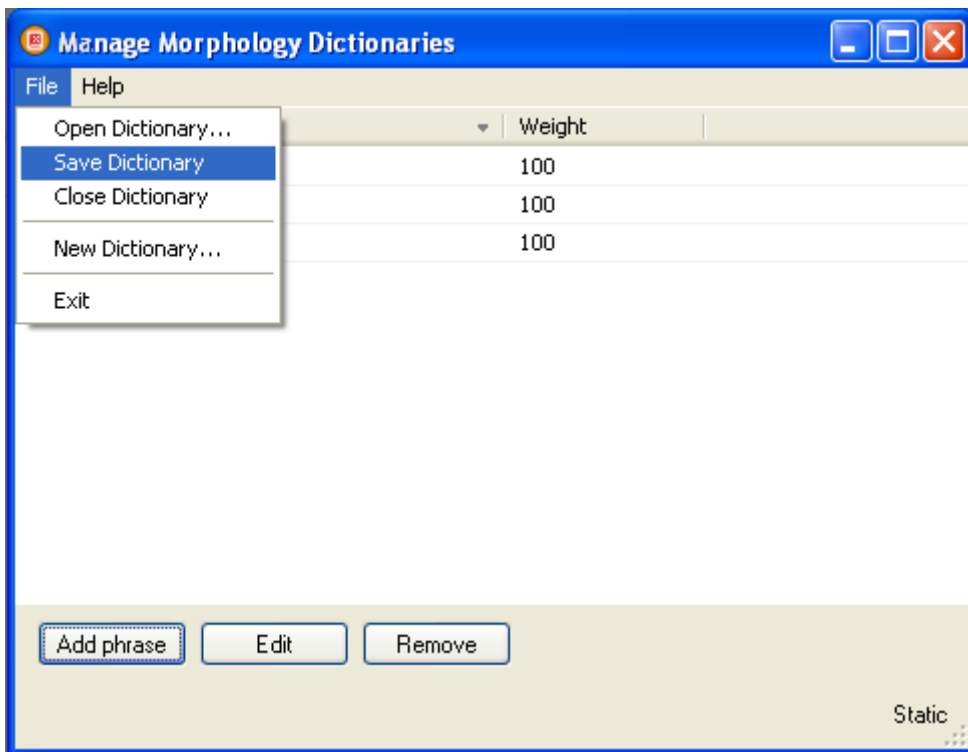 Manage Morphology Dictionaries
File Help
Open Dictionary...
Weight
Save Dictionary
100
Close Dictionary
100
New Dictionary...
100
Exit
Add phrase Edit Remove
Static